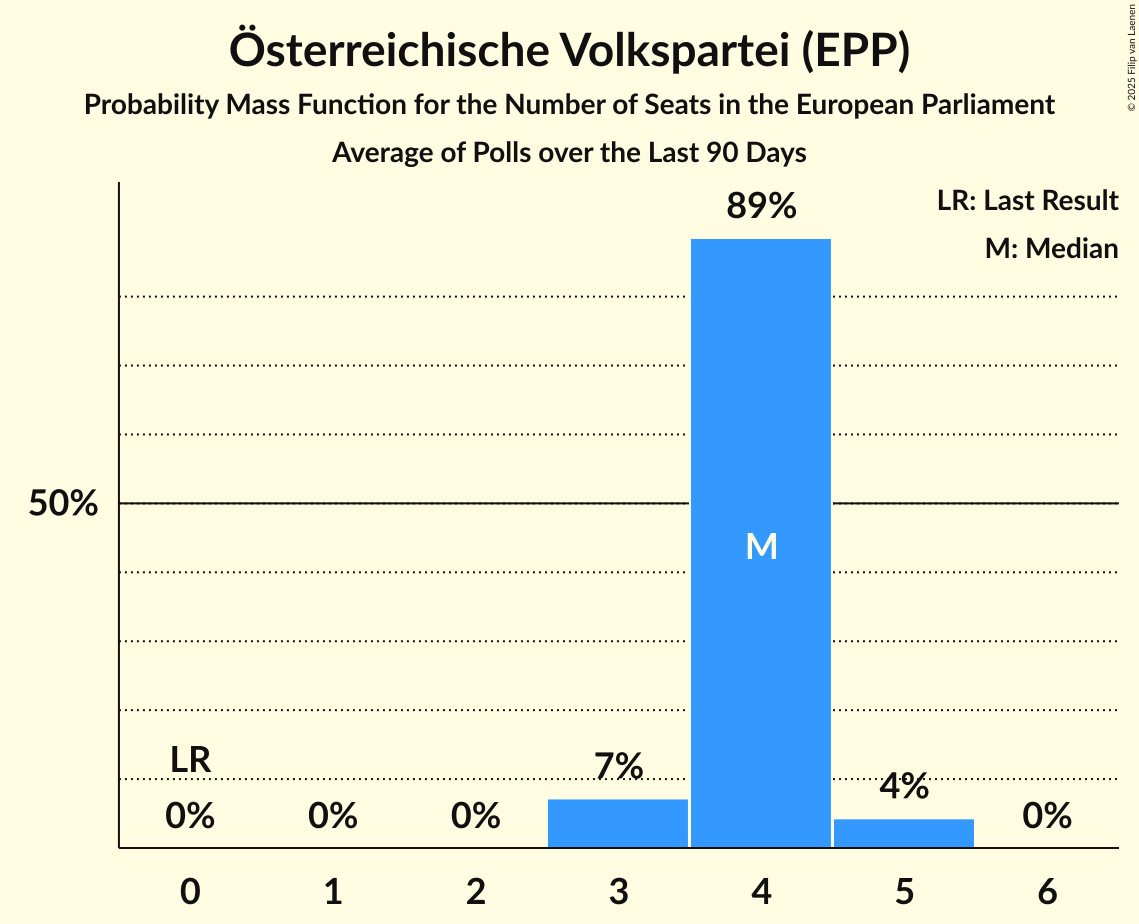 Österreichische Volkspartei (EPP)
Probability Mass Function for the Number of Seats in the European Parliament
Average of Polls over the Last 90 Days
© 2025 Filip van Laenen
LR: Last Result
M: Median
89%
50%
M
LR
7%
4%
0% 0% 0% 0%
0 1 2 3 4 5 6